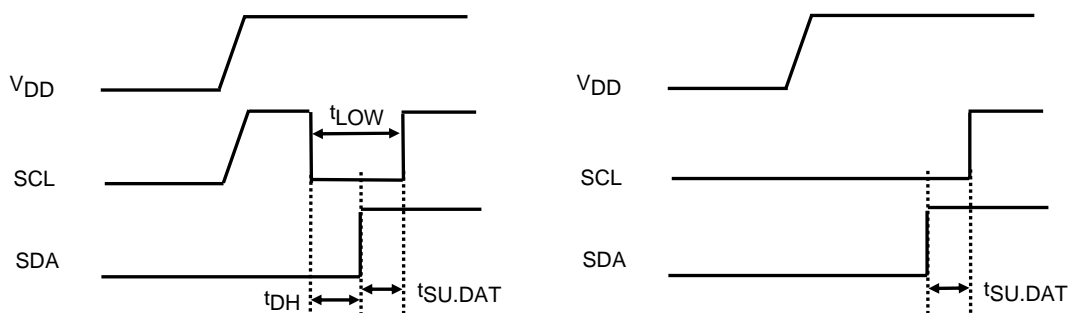 VDD
tLOW
SCL
SDA
tDH
tSU.DAT
VDD
SCL
SDA
tSU.DAT